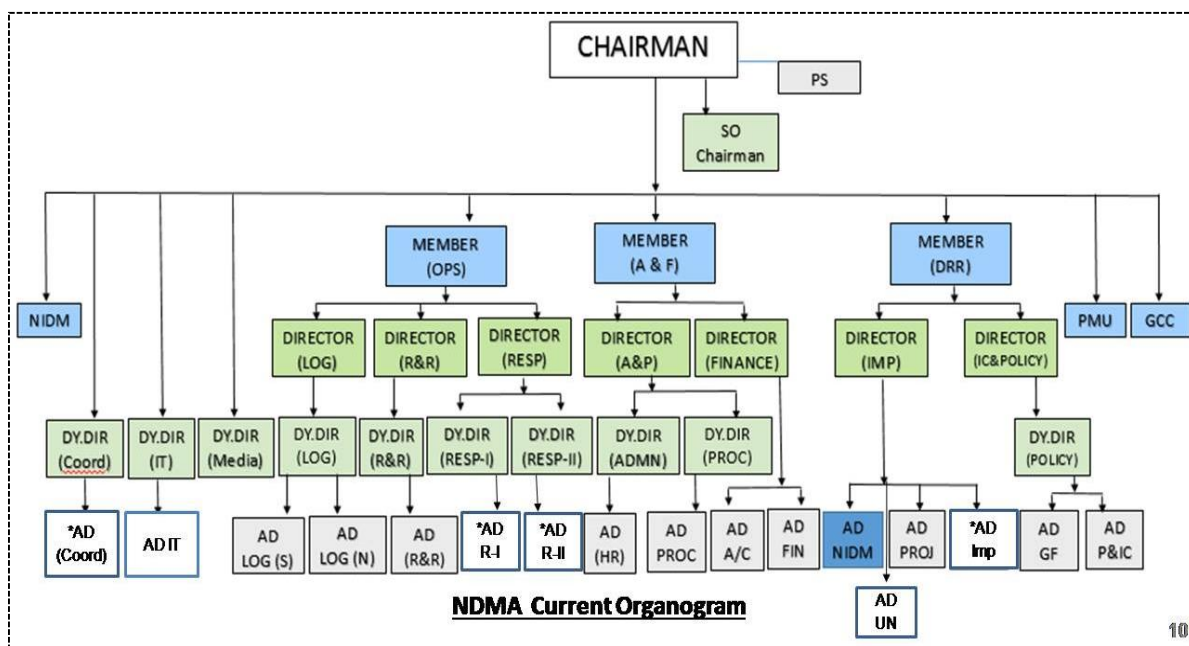 CHAIRMAN
PS
SO
Chairman
MEMBER
(OPS)
MEMBER
(A & F)
MEMBER
(DRR)
NIDM
PMU
GCC
DIRECTOR
(LOG)
DIRECTOR
(R&R)
DIRECTOR
(RESP)
DIRECTOR
(A&P)
DIRECTOR
(FINANCE)
DIRECTOR
(IMP)
DIRECTOR
(IC&POLICY)
DY.DIR
(Coord)
DY.DIR
(IT)
DY.DIR
(Media)
DY.DIR
(LOG)
DY.DIR
(R&R)
DY.DIR
(RESP-I)
DY.DIR
(RESP-II)
DY.DIR
(ADMN)
DY.DIR
(PROC)
DY.DIR
(POLICY)
*AD
(Coord)
AD IT
AD
LOG (S)
AD
LOG (N)
AD
(R&R)
*AD
R-I
*AD
R-II
AD
(HR)
AD
PROC
AD
A/C
AD
FIN
AD
NIDM
AD
PROJ
*AD
Imp
AD
GF
AD
P&IC
AD
UN
NDMA Current Organogram
10